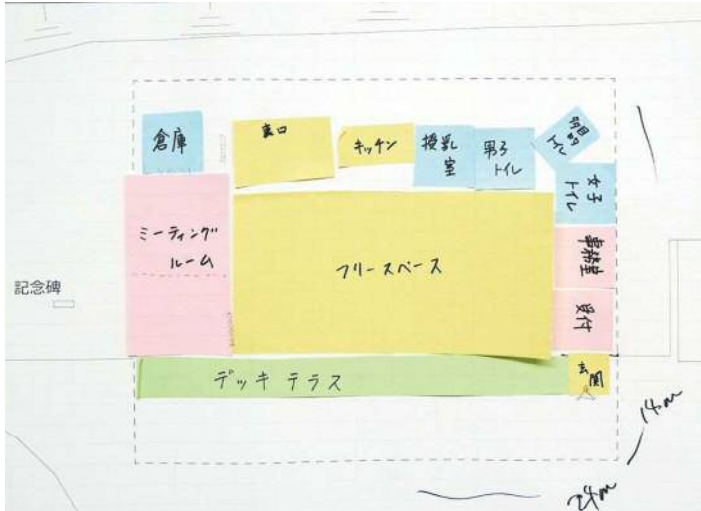 倉庫
裏口
キッチン
授乳
室
男子
トイレ
多目
的
トイレ
女子
トイレ
ミーティング
ルーム
フリースペース
事務室
受付
記念碑
デッキテラス
玄関
14m
24m